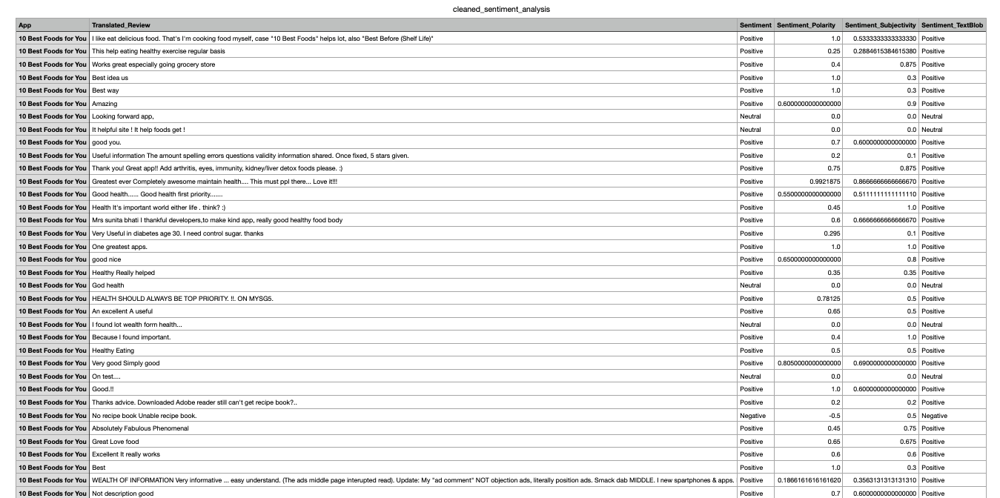 cleaned_sentiment_analysis
App Translated_Review Sentiment Sentiment_Polarity Sentiment_Subjectivity Sentiment_TextBlob
10 Best Foods for You I like eat delicious food. That's I'm cooking food myself, case "10 Best Foods" helps lot, also "Best Before (Shelf Life)" Positive 1.0 0.5333333333333330 Positive
10 Best Foods for You This help eating healthy exercise regular basis Positive 0.25 0.2884615384615380 Positive
10 Best Foods for You Works great especially going grocery store Positive 0.4 0.875 Positive
10 Best Foods for You Best idea us Positive 1.0 0.3 Positive
10 Best Foods for You Best way Positive 1.0 0.3 Positive
10 Best Foods for You Amazing Positive 0.6000000000000000 0.9 Positive
10 Best Foods for You Looking forward app, Neutral 0.0 0.0 Neutral
10 Best Foods for You It helpful site ! It help foods get ! Neutral 0.0 0.0 Neutral
10 Best Foods for You good you. Positive 0.7 0.6000000000000000 Positive
10 Best Foods for You Useful information The amount spelling errors questions validity information shared. Once fixed, 5 stars given. Positive 0.2 0.1 Positive
10 Best Foods for You Thank you! Great app!! Add arthritis, eyes, immunity, kidney/liver detox foods please. :) Positive 0.75 0.875 Positive
10 Best Foods for You Greatest ever Completely awesome maintain health.... This must ppl there... Love it!!! Positive 0.9921875 0.8666666666666670 Positive
10 Best Foods for You Good health...... Good health first priority....... Positive 0.5500000000000000 0.5111111111111110 Positive
10 Best Foods for You Health It's important world either life . think? :) Positive 0.45 1.0 Positive
10 Best Foods for You Mrs sunita bhati I thankful developers,to make kind app, really good healthy food body Positive 0.6 0.6666666666666670 Positive
10 Best Foods for You Very Useful in diabetes age 30. I need control sugar. thanks Positive 0.295 0.1 Positive
10 Best Foods for You One greatest apps. Positive 1.0 1.0 Positive
10 Best Foods for You good nice Positive 0.6500000000000000 0.8 Positive
10 Best Foods for You Healthy Really helped Positive 0.35 0.35 Positive
10 Best Foods for You God health Neutral 0.0 0.0 Neutral
10 Best Foods for You HEALTH SHOULD ALWAYS BE TOP PRIORITY. !!. ON MYSG5. Positive 0.78125 0.5 Positive
10 Best Foods for You An excellent A useful Positive 0.65 0.5 Positive
10 Best Foods for You I found lot wealth form health... Neutral 0.0 0.0 Neutral
10 Best Foods for You Because I found important. Positive 0.4 1.0 Positive
10 Best Foods for You Healthy Eating Positive 0.5 0.5 Positive
10 Best Foods for You Very good Simply good Positive 0.8050000000000000 0.6900000000000000 Positive
10 Best Foods for You On test.... Neutral 0.0 0.0 Neutral
10 Best Foods for You Good.!! Positive 1.0 0.6000000000000000 Positive
10 Best Foods for You Thanks advice. Downloaded Adobe reader still can't get recipe book?.. Positive 0.2 0.2 Positive
10 Best Foods for You No recipe book Unable recipe book. Negative -0.5 0.5 Negative
10 Best Foods for You Absolutely Fabulous Phenomenal Positive 0.45 0.75 Positive
10 Best Foods for You Great Love food Positive 0.65 0.675 Positive
10 Best Foods for You Excellent It really works Positive 0.6 0.6 Positive
10 Best Foods for You Best Positive 1.0 0.3 Positive
10 Best Foods for You WEALTH OF INFORMATION Very informative ... easy understand. (The ads middle page interupted read). Update: My "ad comment" NOT objection ads, literally position ads. Smack dab MIDDLE. I new spartphones & apps. Positive 0.1866161616161620 0.3563131313131310 Positive
10 Best Foods for You Not description good Positive 0.7 0.6000000000000000 Positive